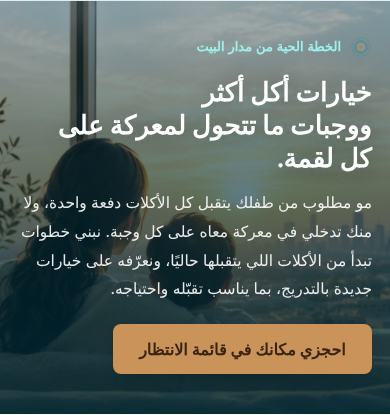 الخطة الحية من مدار البيت
خيارات أكل أكثر
ووجبات ما تتحول لمعركة على
كل لقمة.
مو مطلوب من طفلك يتقبل كل الأكلات دفعة واحدة، ولا
منك تدخلي في معركة معاه على كل وجبة. نبني خطوات
تبدأ من الأكلات اللي يتقبلها حاليًا، ونعرّفه على خيارات
جديدة بالتدريج، بما يناسب تقبّله واحتياجه.
احجزي مكانك في قائمة الانتظار